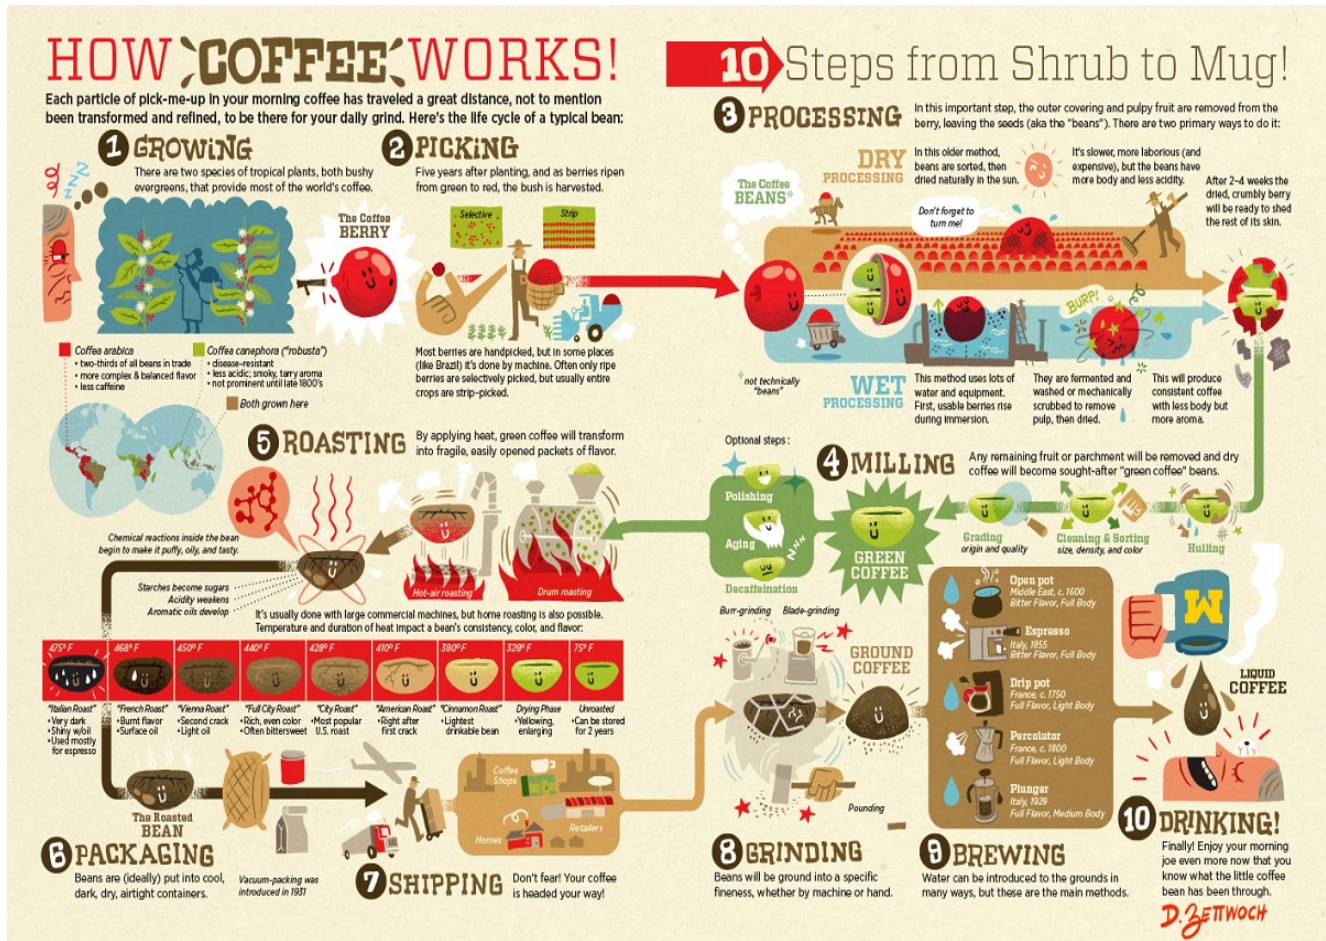 HOW COFFEE WORKS!
Each particle of pick-me-up in your morning coffee has traveled a great distance, not to mention
been transformed and refined, to be there for your daily grind. Here's the life cycle of a typical bean:
10 Steps from Shrub to Mug!
1 GROWING
There are two species of tropical plants, both bushy
evergreens, that provide most of the world's coffee.
zzz
The Coffee
BERRY
Coffea arabica
• two-thirds of all beans in trade
• more complex & balanced flavor
• less caffeine
Coffea canephora ("robusta")
• disease-resistant
• less acidic; smoky, tarry aroma
• not prominent until late 1800's
Both grown here
2 PICKING
Five years after planting, and as berries ripen
from green to red, the bush is harvested.
Selective
Strip
Most berries are handpicked, but in some places
(like Brazil) it's done by machine. Often only ripe
berries are selectively picked, but usually entire
crops are strip-picked.
3 PROCESSING
In this important step, the outer covering and pulpy fruit are removed from the
berry, leaving the seeds (aka the "beans"). There are two primary ways to do it:
The Coffee
BEANS*
DRY
PROCESSING
In this older method,
beans are sorted, then
dried naturally in the sun.
It's slower, more laborious (and
expensive), but the beans have
more body and less acidity.
After 2-4 weeks the
dried, crumbly berry
will be ready to shed
the rest of its skin.
Don't forget to
turn me!
BURP!
*not technically
"beans"
WET
PROCESSING
This method uses lots of
water and equipment.
First, usable berries rise
during immersion.
They are fermented and
washed or mechanically
scrubbed to remove
pulp, then dried.
This will produce
consistent coffee
with less body but
more aroma.
4 MILLING
Any remaining fruit or parchment will be removed and dry
coffee will become sought-after "green coffee" beans.
Hulling
Cleaning & Sorting
size, density, and color
Grading
origin and quality
GREEN
COFFEE
Optional steps:
Polishing
Aging
NNN
Decaffeination
5 ROASTING
By applying heat, green coffee will transform
into fragile, easily opened packets of flavor.
Drum roasting
Hot-air roasting
Chemical reactions inside the bean
begin to make it puffy, oily, and tasty.
Starches become sugars
Acidity weakens
Aromatic oils develop
It's usually done with large commercial machines, but home roasting is also possible.
Temperature and duration of heat impact a bean's consistency, color, and flavor:
475° F
"Italian Roast"
• Very dark
• Shiny w/oil
• Used mostly
for espresso
468° F
"French Roast"
• Burnt flavor
• Surface oil
450° F
"Vienna Roast"
• Second crack
• Light oil
440° F
"Full City Roast"
• Rich, even color
• Often bittersweet
428° F
"City Roast"
• Most popular
U.S. roast
410° F
"American Roast"
• Right after
first crack
380° F
"Cinnamon Roast"
• Lightest
drinkable bean
328° F
Drying Phase
• Yellowing,
enlarging
75° F
Unroasted
• Can be stored
for 2 years
The Roasted
BEAN
6 PACKAGING
Beans are (ideally) put into cool,
dark, dry, airtight containers.
Vacuum-packing was
introduced in 1931
7 SHIPPING
Don't fear! Your coffee
is headed your way!
Coffee
Shops
Retailers
Homes
Burr-grinding
Blade-grinding
GROUND
COFFEE
Pounding
8 GRINDING
Beans will be ground into a specific
fineness, whether by machine or hand.
Open pot
Middle East, c. 1600
Bitter Flavor, Full Body
Espresso
Italy, 1855
Bitter Flavor, Full Body
Drip pot
France, c. 1750
Full Flavor, Light Body
Percolator
France, c. 1800
Full Flavor, Light Body
Plunger
Italy, 1929
Full Flavor, Medium Body
9 BREWING
Water can be introduced to the grounds in
many ways, but these are the main methods.
M
LIQUID
COFFEE
10 DRINKING!
Finally! Enjoy your morning
joe even more now that you
know what the little coffee
bean has been through.
D. ZETTWOCH